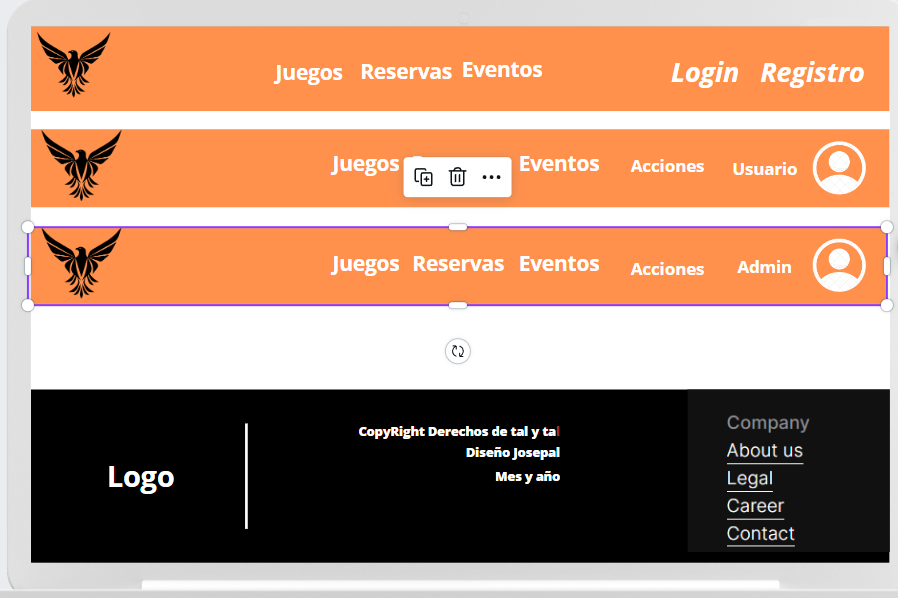 Juegos Reservas Eventos Login Registro
Juegos Eventos Acciones Usuario
Juegos Reservas Eventos Acciones Admin
Logo
CopyRight Derechos de tal y tal
Diseño Josepal
Mes y año
Company
About us
Legal
Career
Contact